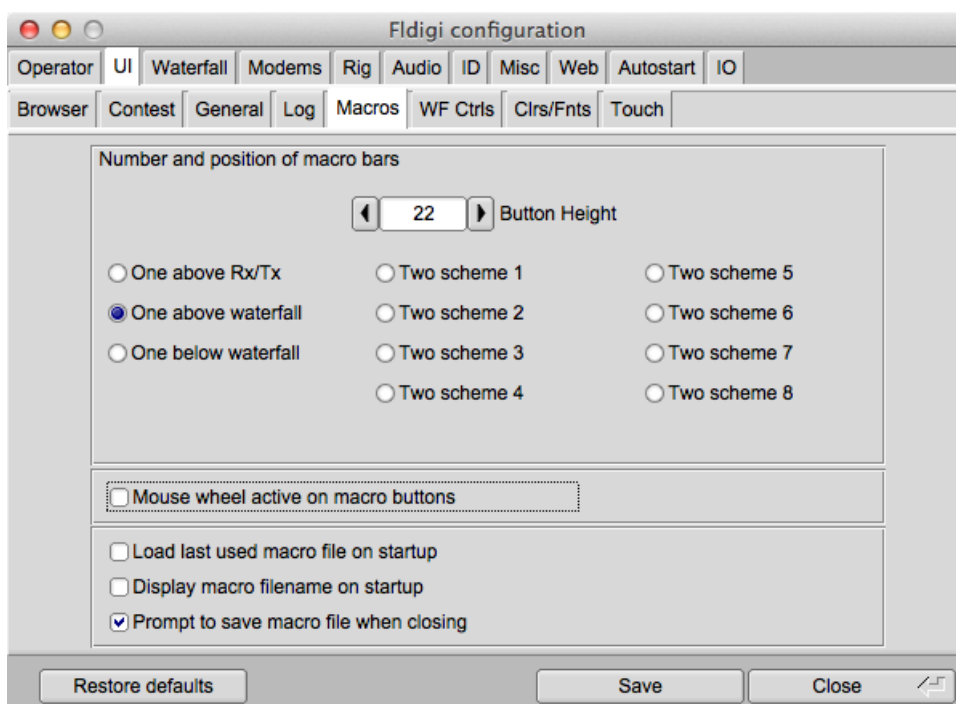 Fldigi configuration
Operator UI Waterfall Modems Rig Audio ID Misc Web Autostart IO
Browser Contest General Log Macros WF Ctrls Clrs/Fnts Touch
Number and position of macro bars
22 Button Height
One above Rx/Tx Two scheme 1 Two scheme 5
One above waterfall Two scheme 2 Two scheme 6
One below waterfall Two scheme 3 Two scheme 7
Two scheme 4 Two scheme 8
Mouse wheel active on macro buttons
Load last used macro file on startup
Display macro filename on startup
Prompt to save macro file when closing
Restore defaults Save Close